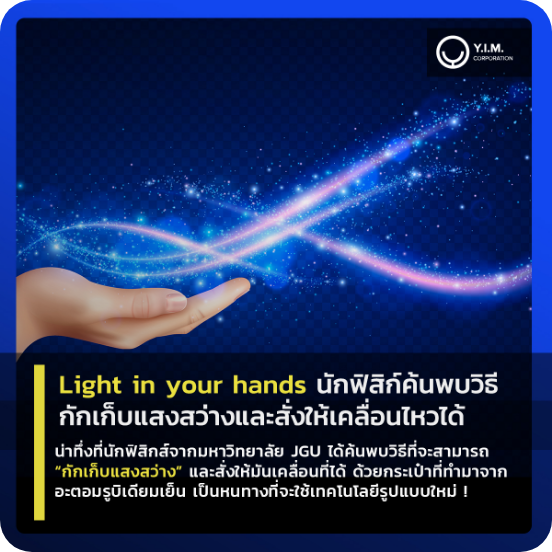 Y.I.M.
CORPORATION
Light in your hands นักฟิสิก์ค้นพบวิธี
กักเก็บแสงสว่างและสั่งให้เคลื่อนไหวได้
น่าทึ่งที่นักฟิสิกส์จากมหาวิทยาลัย JGU ได้ค้นพบวิธีที่จะสามารถ
“กักเก็บแสงสว่าง” และสั่งให้มันเคลื่อนที่ได้ ด้วยกระเป๋าที่ทำมาจาก
อะตอมรูบิเดียมเย็น เป็นหนทางที่จะใช้เทคโนโลยีรูปแบบใหม่ !